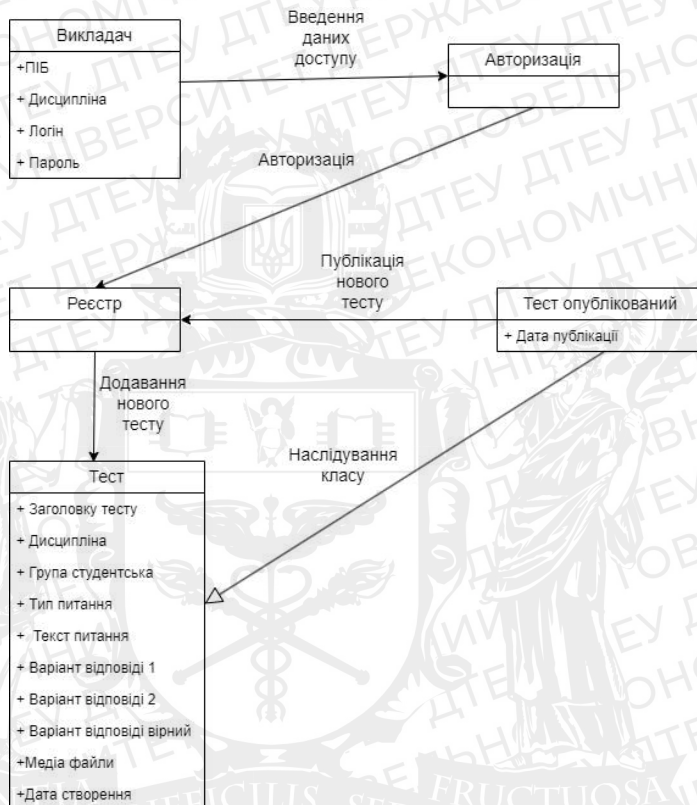 Викладач
+ПІБ
+ Дисципліна
+ Логін
+ Пароль
Введення
даних
доступу
Авторизація
Авторизація
Реєстр
Публікація
нового
тесту
Тест опублікований
+ Дата публікації
Додавання
нового
тесту
Наслідування
класу
Тест
+ Заголовку тесту
+ Дисципліна
+ Група студентська
+ Тип питання
+ Текст питання
+ Варіант відповіді 1
+ Варіант відповіді 2
+ Варіант відповіді вірний
+Медіа файли
+Дата створення